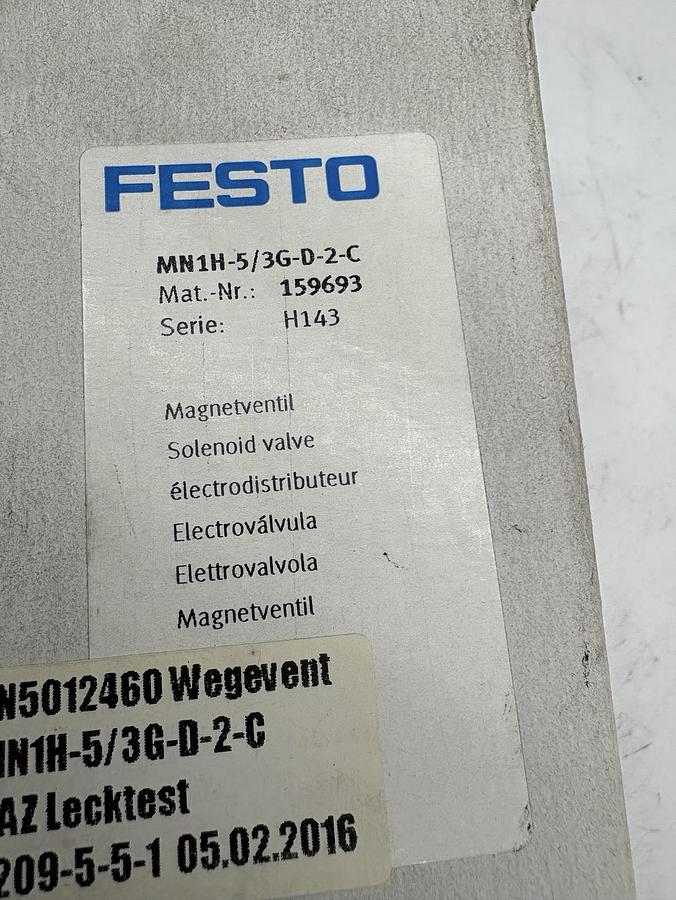 FESTO
MN1H-5/3G-D-2-C
Mat.-Nr.: 159693
Serie: H143
Magnetventil
Solenoid valve
électrodistributeur
Electroválvula
Elettrovalvola
Magnetventil
N5012460 Wegevent
MN1H-5/3G-D-2-C
AZ Lecktest
209-5-5-1 05.02.2016